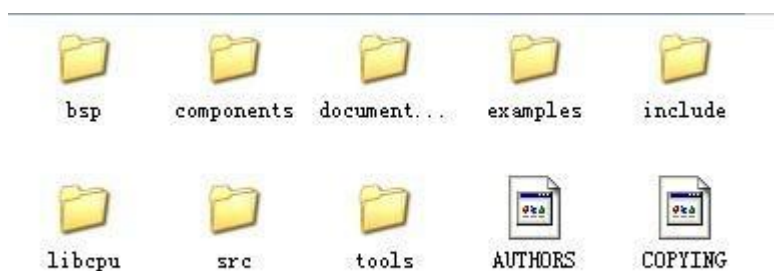 bsp components document... examples include
libcpu src tools AUTHORS COPYING